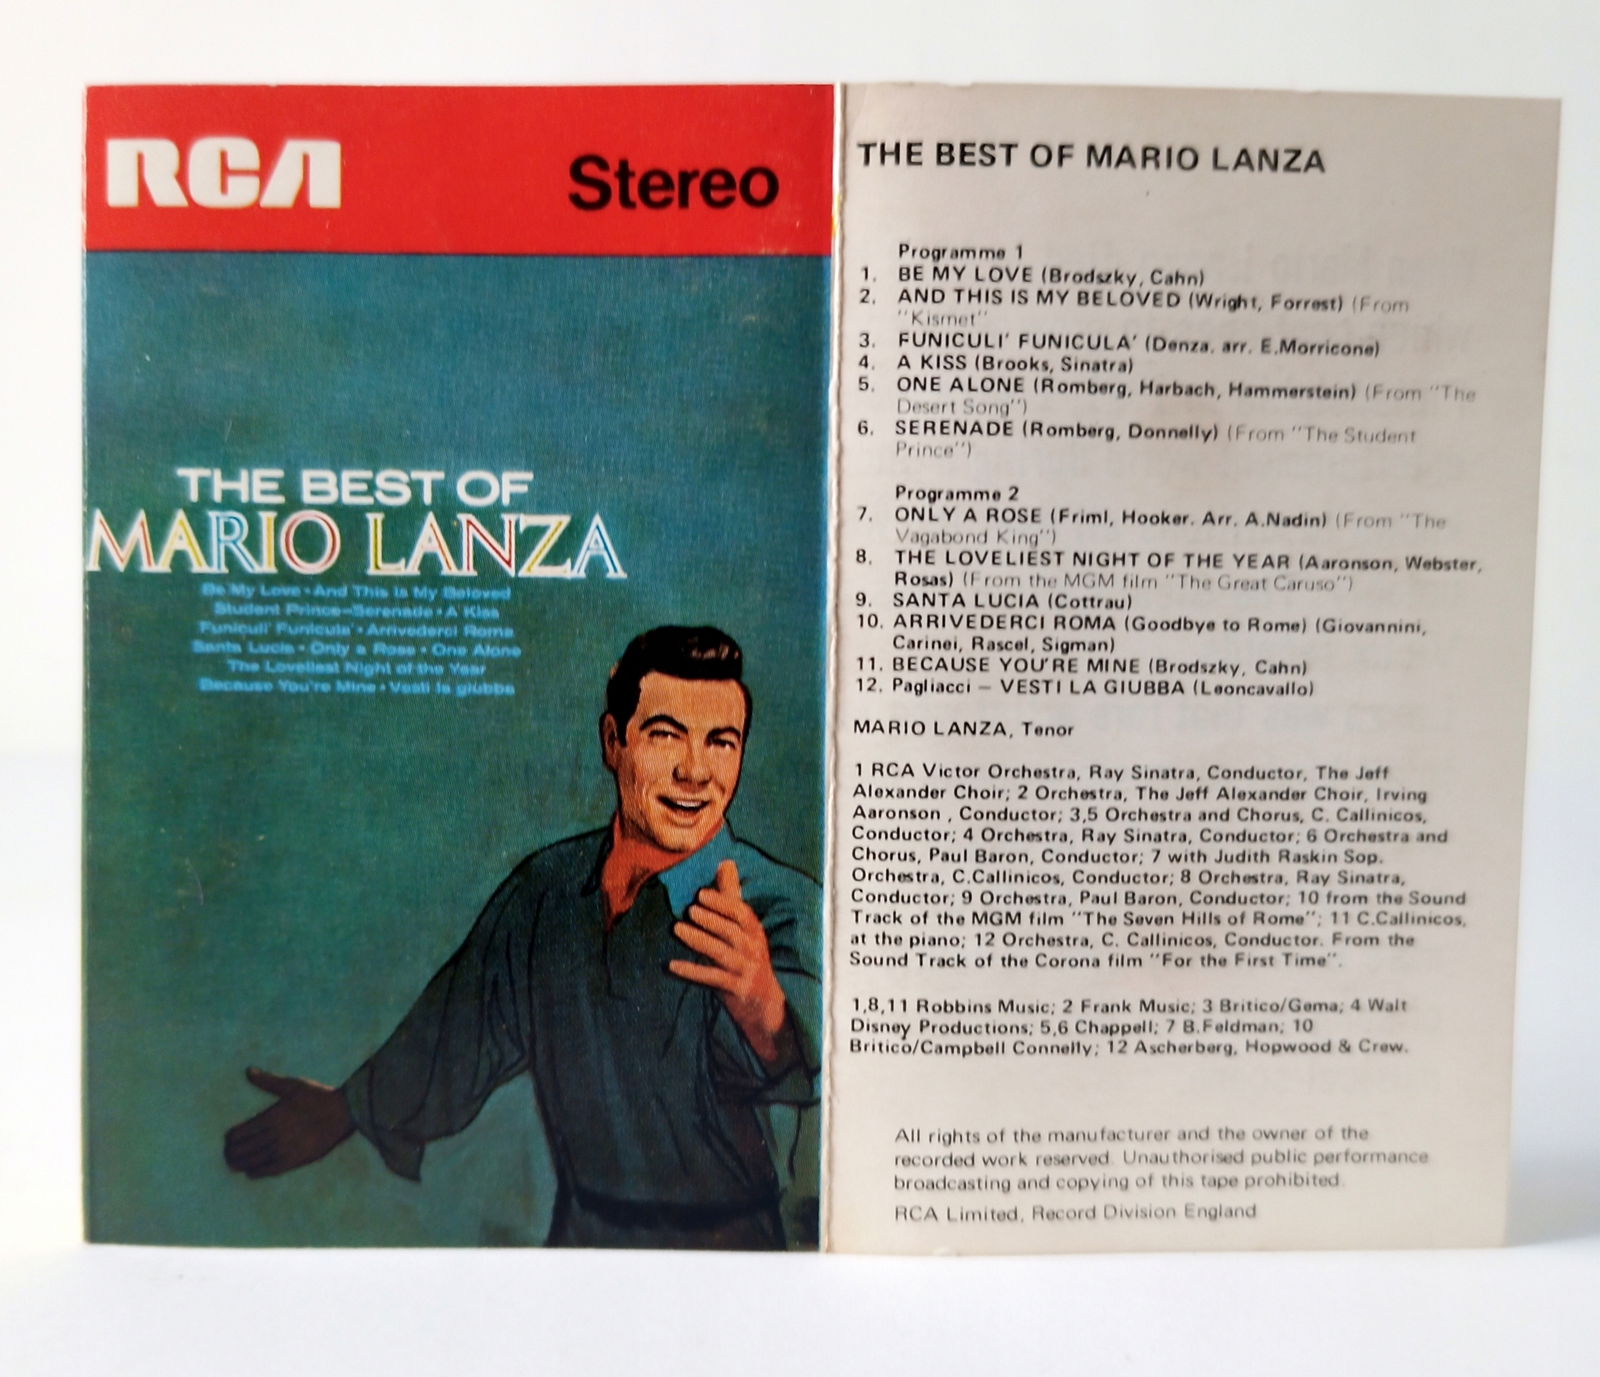 RCA
Stereo
THE BEST OF
MARIO LANZA
Be My Love • And This Is My Beloved
Student Prince—Serenade • A Kiss
Funiculi' Funicula' • Arrivederci Roma
Santa Lucia • Only a Rose • One Alone
The Loveliest Night of the Year
Because You're Mine • Vesti la giubba
THE BEST OF MARIO LANZA
Programme 1
1. BE MY LOVE (Brodszky, Cahn)
2. AND THIS IS MY BELOVED (Wright, Forrest) (From
"Kismet"
3. FUNICULI' FUNICULA' (Denza. arr. E.Morricone)
4. A KISS (Brooks, Sinatra)
5. ONE ALONE (Romberg, Harbach, Hammerstein) (From "The
Desert Song")
6. SERENADE (Romberg, Donnelly) (From "The Student
Prince")
Programme 2
7. ONLY A ROSE (Friml, Hooker. Arr. A.Nadin) (From "The
Vagabond King")
8. THE LOVELIEST NIGHT OF THE YEAR (Aaronson, Webster,
Rosas) (From the MGM film "The Great Caruso")
9. SANTA LUCIA (Cottrau)
10. ARRIVEDERCI ROMA (Goodbye to Rome) (Giovannini,
Carinei, Rascel, Sigman)
11. BECAUSE YOU'RE MINE (Brodszky, Cahn)
12. Pagliacci — VESTI LA GIUBBA (Leoncavallo)
MARIO LANZA, Tenor
1 RCA Victor Orchestra, Ray Sinatra, Conductor, The Jeff
Alexander Choir; 2 Orchestra, The Jeff Alexander Choir, Irving
Aaronson , Conductor; 3,5 Orchestra and Chorus, C. Callinicos,
Conductor; 4 Orchestra, Ray Sinatra, Conductor; 6 Orchestra and
Chorus, Paul Baron, Conductor; 7 with Judith Raskin Sop.
Orchestra, C.Callinicos, Conductor; 8 Orchestra, Ray Sinatra,
Conductor; 9 Orchestra, Paul Baron, Conductor; 10 from the Sound
Track of the MGM film "The Seven Hills of Rome"; 11 C.Callinicos,
at the piano; 12 Orchestra, C. Callinicos, Conductor. From the
Sound Track of the Corona film "For the First Time".
1,8,11 Robbins Music; 2 Frank Music; 3 Britico/Gema; 4 Walt
Disney Productions; 5,6 Chappell; 7 B.Feldman; 10
Britico/Campbell Connelly; 12 Ascherberg, Hopwood & Crew.
All rights of the manufacturer and the owner of the
recorded work reserved. Unauthorised public performance
broadcasting and copying of this tape prohibited.
RCA Limited, Record Division England